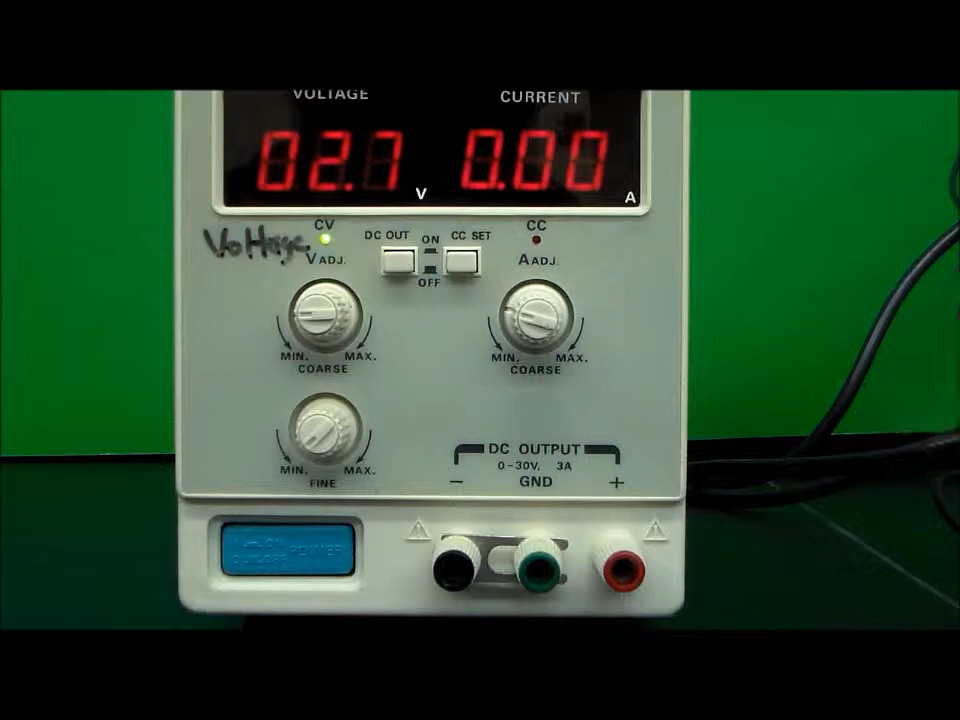 VOLTAGE CURRENT
02.7 V 0.00 A
Voltage
CV DC OUT ON CC SET CC
V ADJ. OFF A ADJ.
MIN. MAX. MIN. MAX.
COARSE COARSE
DC OUTPUT
0-30V, 3A
MIN. MAX. − GND +
FINE
POWER